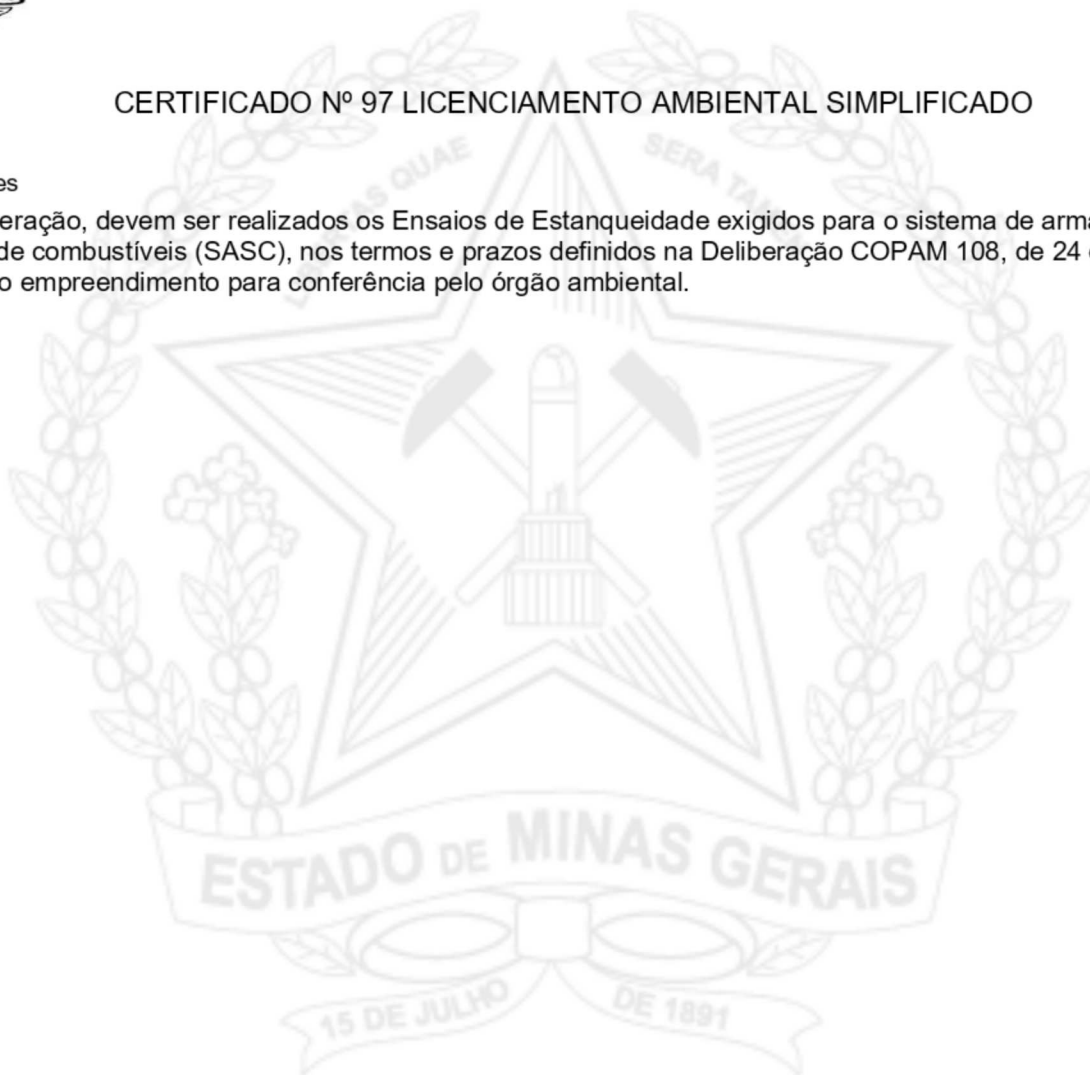 CERTIFICADO Nº 97 LICENCIAMENTO AMBIENTAL SIMPLIFICADO
es
eração, devem ser realizados os Ensaios de Estanqueidade exigidos para o sistema de arma
de combustíveis (SASC), nos termos e prazos definidos na Deliberação COPAM 108, de 24
o empreendimento para conferência pelo órgão ambiental.
QUAE SERA
ESTADO DE MINAS GERAIS
15 DE JULHO DE 1891